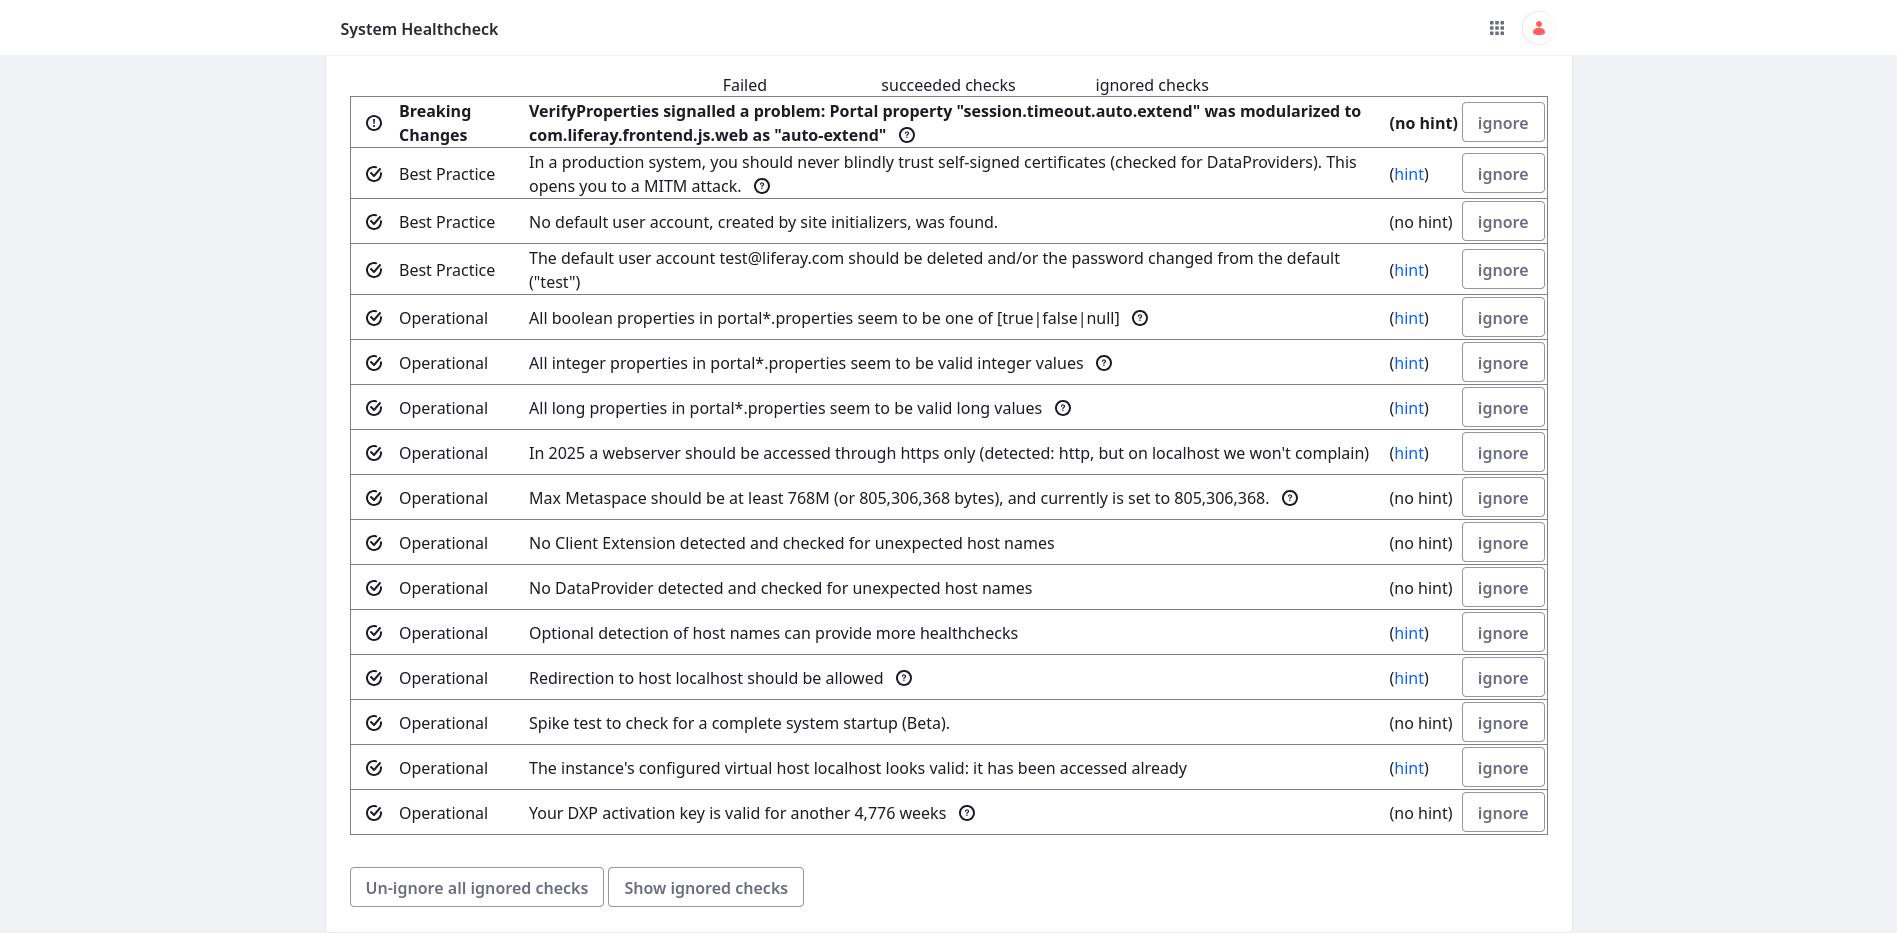 System Healthcheck
Failed succeeded checks ignored checks
Breaking Changes VerifyProperties signalled a problem: Portal property "session.timeout.auto.extend" was modularized to (no hint) ignore
com.liferay.frontend.js.web as "auto-extend"
Best Practice In a production system, you should never blindly trust self-signed certificates (checked for DataProviders). This (hint) ignore
opens you to a MITM attack.
Best Practice No default user account, created by site initializers, was found. (no hint) ignore
Best Practice The default user account test@liferay.com should be deleted and/or the password changed from the default (hint) ignore
("test")
Operational All boolean properties in portal*.properties seem to be one of [true|false|null] (hint) ignore
Operational All integer properties in portal*.properties seem to be valid integer values (hint) ignore
Operational All long properties in portal*.properties seem to be valid long values (hint) ignore
Operational In 2025 a webserver should be accessed through https only (detected: http, but on localhost we won't complain) (hint) ignore
Operational Max Metaspace should be at least 768M (or 805,306,368 bytes), and currently is set to 805,306,368. (no hint) ignore
Operational No Client Extension detected and checked for unexpected host names (no hint) ignore
Operational No DataProvider detected and checked for unexpected host names (no hint) ignore
Operational Optional detection of host names can provide more healthchecks (hint) ignore
Operational Redirection to host localhost should be allowed (hint) ignore
Operational Spike test to check for a complete system startup (Beta). (no hint) ignore
Operational The instance's configured virtual host localhost looks valid: it has been accessed already (hint) ignore
Operational Your DXP activation key is valid for another 4,776 weeks (no hint) ignore
Un-ignore all ignored checks Show ignored checks